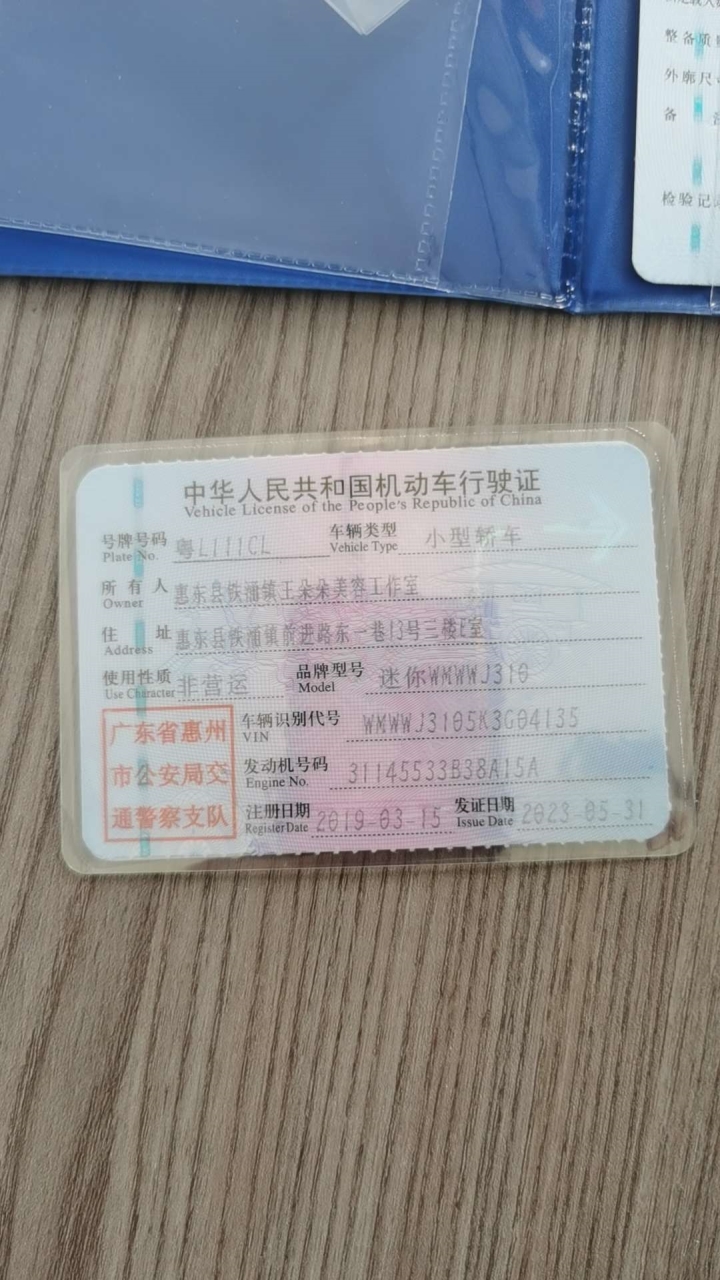 整备质
外廓尺
备
检验记
中华人民共和国机动车行驶证
Vehicle License of the People's Republic of China
号牌号码 粤L111CL 车辆类型 小型轿车
Plate No. Vehicle Type
所有人 惠东县铁涌镇王朵朵美容工作室
Owner
住址 惠东县铁涌镇前进路东一巷13号三楼E室
Address
使用性质 非营运 品牌型号 迷你WMWWJ310
Use Character Model
广东省惠州
市公安局交
通警察支队
车辆识别代号 WMWWJ3105K3G04135
VIN
发动机号码 31145533B38A15A
Engine No.
注册日期 2019-03-15 发证日期 2023-05-31
Register Date Issue Date